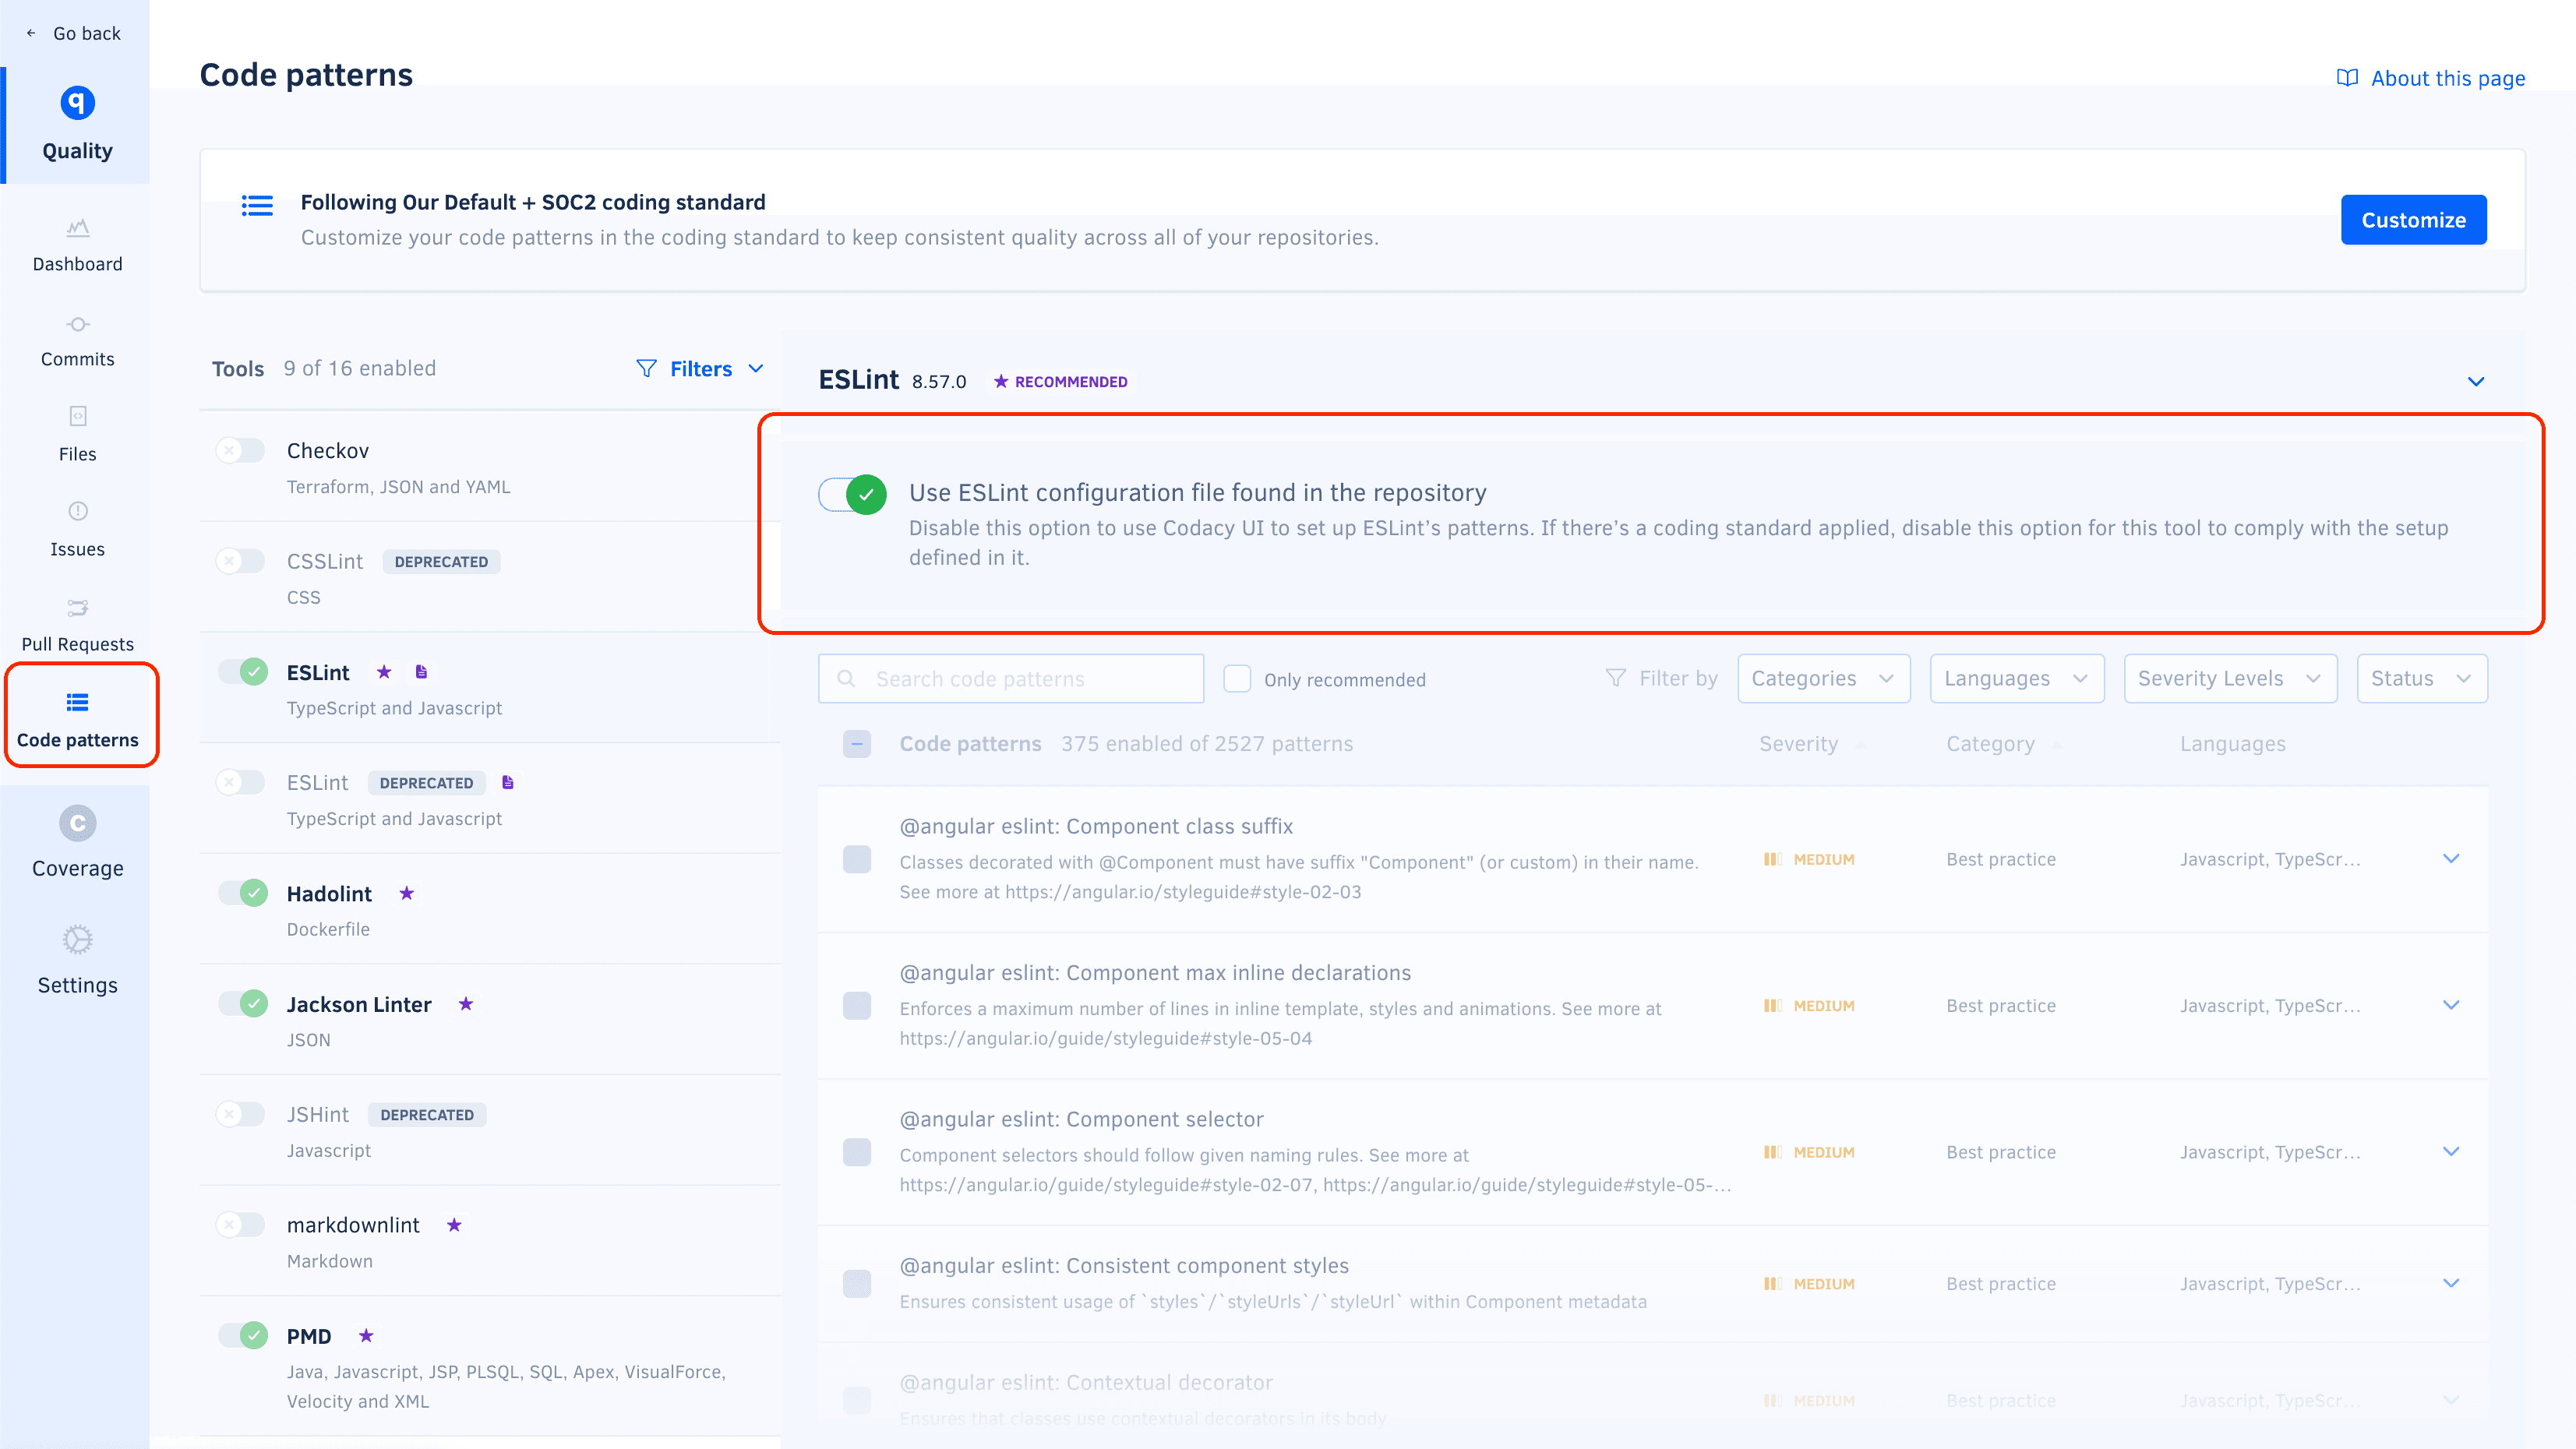 Go back
Quality
Dashboard
Commits
Files
Issues
Pull Requests
Code patterns
Coverage
Settings
Code patterns
About this page
Following Our Default + SOC2 coding standard
Customize your code patterns in the coding standard to keep consistent quality across all of your repositories.
Customize
Tools 9 of 16 enabled
Filters
Checkov
Terraform, JSON and YAML
CSSLint DEPRECATED
CSS
ESLint
TypeScript and Javascript
ESLint DEPRECATED
TypeScript and Javascript
Hadolint
Dockerfile
Jackson Linter
JSON
JSHint DEPRECATED
Javascript
markdownlint
Markdown
PMD
Java, Javascript, JSP, PLSQL, SQL, Apex, VisualForce,
Velocity and XML
ESLint 8.57.0 RECOMMENDED
Use ESLint configuration file found in the repository
Disable this option to use Codacy UI to set up ESLint’s patterns. If there’s a coding standard applied, disable this option for this tool to comply with the setup
defined in it.
Search code patterns
Only recommended
Filter by
Categories
Languages
Severity Levels
Status
Code patterns 375 enabled of 2527 patterns
Severity
Category
Languages
@angular eslint: Component class suffix
Classes decorated with @Component must have suffix "Component" (or custom) in their name.
See more at https://angular.io/styleguide#style-02-03
MEDIUM
Best practice
Javascript, TypeScr...
@angular eslint: Component max inline declarations
Enforces a maximum number of lines in inline template, styles and animations. See more at
https://angular.io/guide/styleguide#style-05-04
MEDIUM
Best practice
Javascript, TypeScr...
@angular eslint: Component selector
Component selectors should follow given naming rules. See more at
https://angular.io/guide/styleguide#style-02-07, https://angular.io/guide/styleguide#style-05-...
MEDIUM
Best practice
Javascript, TypeScr...
@angular eslint: Consistent component styles
Ensures consistent usage of `styles`/`styleUrls`/`styleUrl` within Component metadata
MEDIUM
Best practice
Javascript, TypeScr...
@angular eslint: Contextual decorator
Ensures that classes use contextual decorators in its body
MEDIUM
Best practice
Javascript, TypeScr...